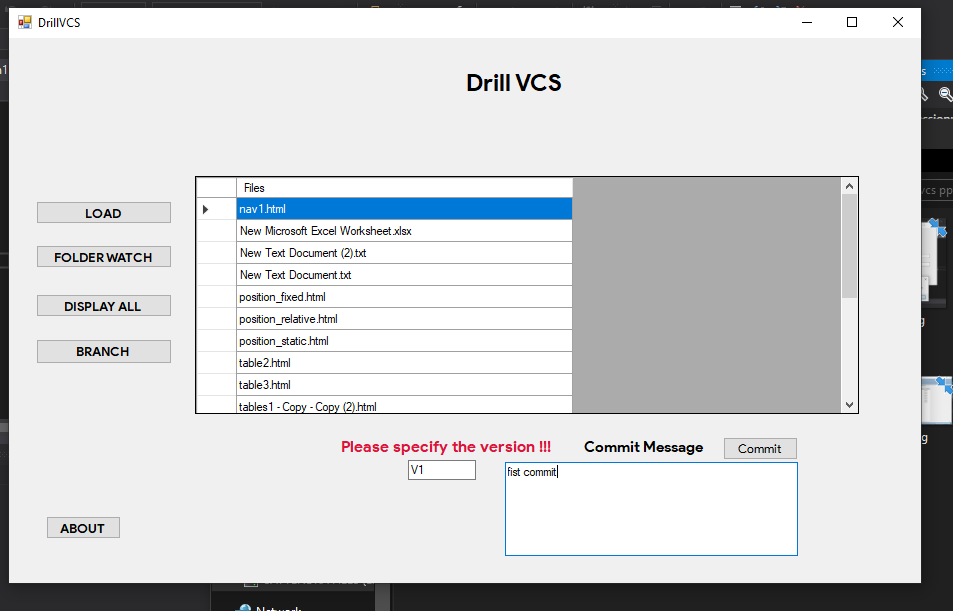 DrillVCS
Drill VCS
LOAD
FOLDER WATCH
DISPLAY ALL
BRANCH
Files
nav1.html
New Microsoft Excel Worksheet.xlsx
New Text Document (2).txt
New Text Document.txt
position_fixed.html
position_relative.html
position_static.html
table2.html
table3.html
tables1 - Copy - Copy (2).html
Please specify the version !!!
Commit Message
Commit
V1
fist commit
ABOUT
Network